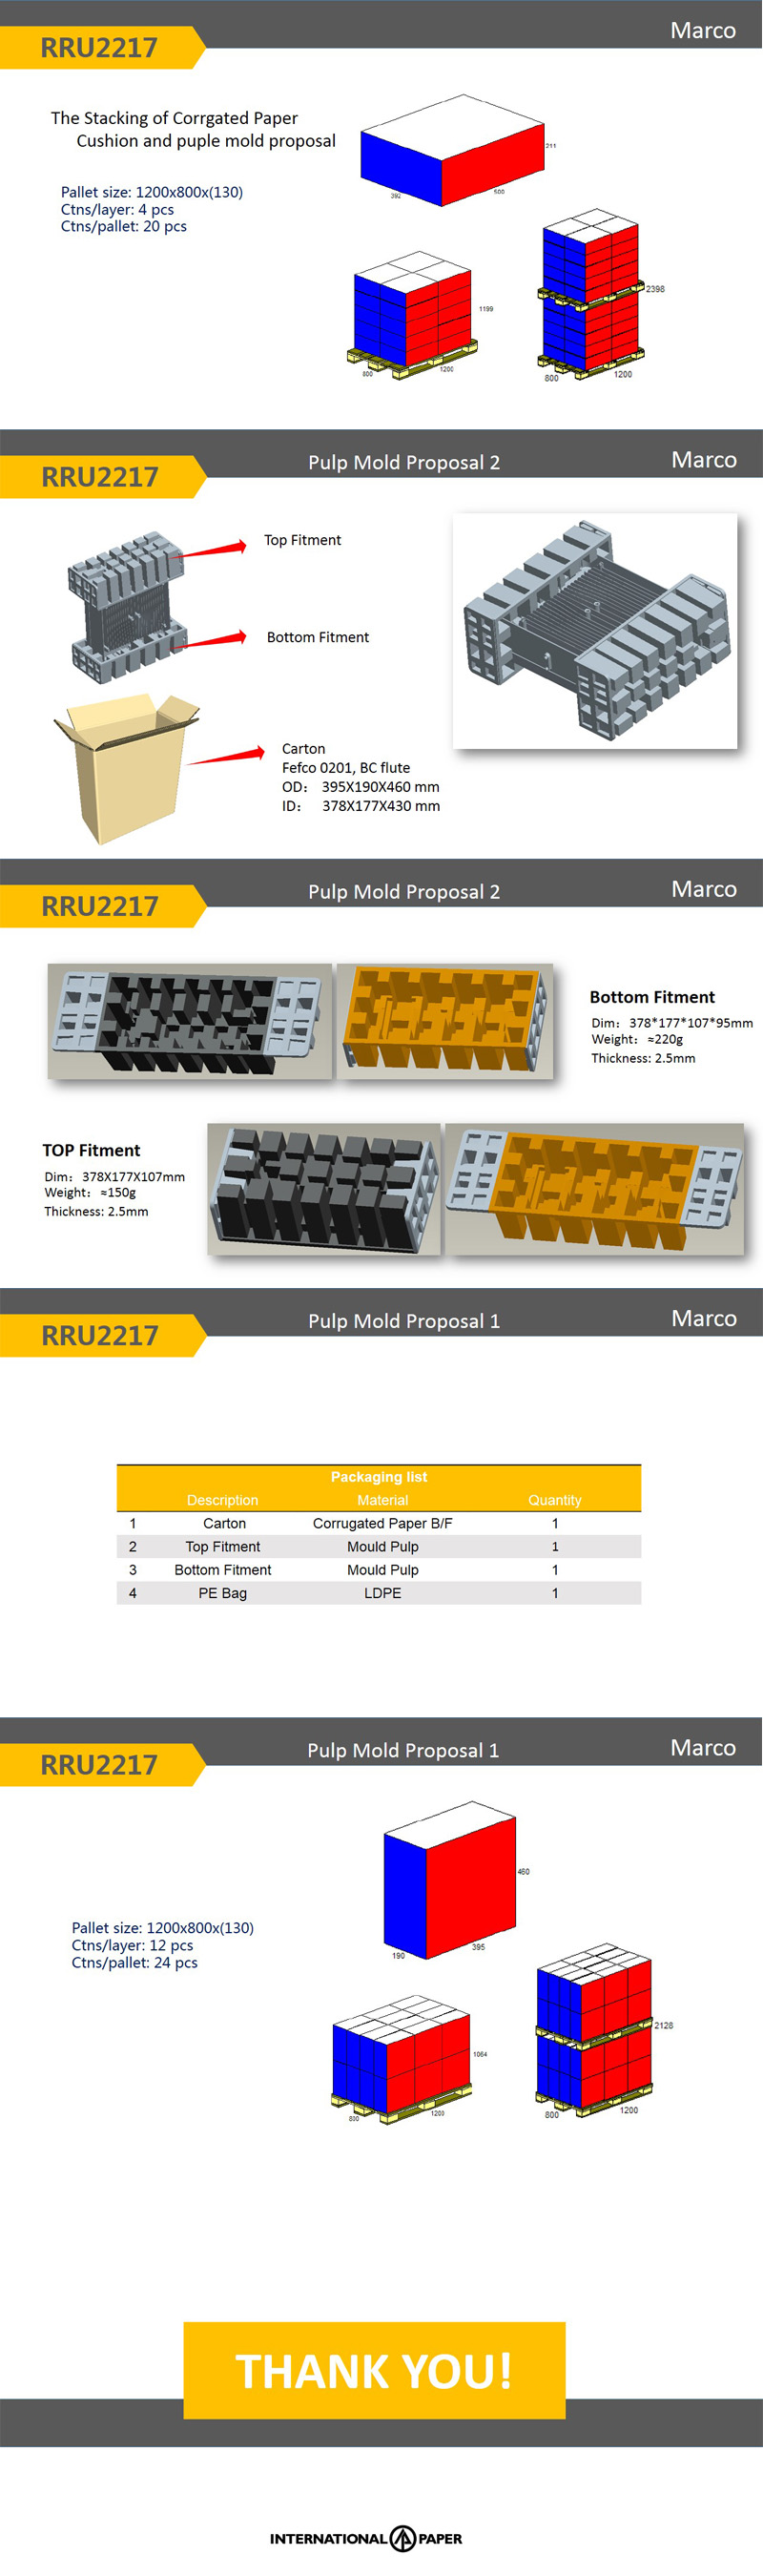 RRU2217
Marco
The Stacking of Corrgated Paper
Cushion and puple mold proposal
Pallet size: 1200x800x(130)
Ctns/layer: 4 pcs
Ctns/pallet: 20 pcs
211
392
500
1199
800
1200
2398
800
1200
RRU2217
Pulp Mold Proposal 2
Marco
Top Fitment
Bottom Fitment
Carton
Fefco 0201, BC flute
OD： 395X190X460 mm
ID： 378X177X430 mm
RRU2217
Pulp Mold Proposal 2
Marco
Bottom Fitment
Dim：378*177*107*95mm
Weight：≈220g
Thickness: 2.5mm
TOP Fitment
Dim：378X177X107mm
Weight：≈150g
Thickness: 2.5mm
RRU2217
Pulp Mold Proposal 1
Marco
Packaging list
Description Material Quantity
1 Carton Corrugated Paper B/F 1
2 Top Fitment Mould Pulp 1
3 Bottom Fitment Mould Pulp 1
4 PE Bag LDPE 1
RRU2217
Pulp Mold Proposal 1
Marco
460
190
395
Pallet size: 1200x800x(130)
Ctns/layer: 12 pcs
Ctns/pallet: 24 pcs
1064
800
1200
2128
800
1200
THANK YOU!
INTERNATIONAL PAPER